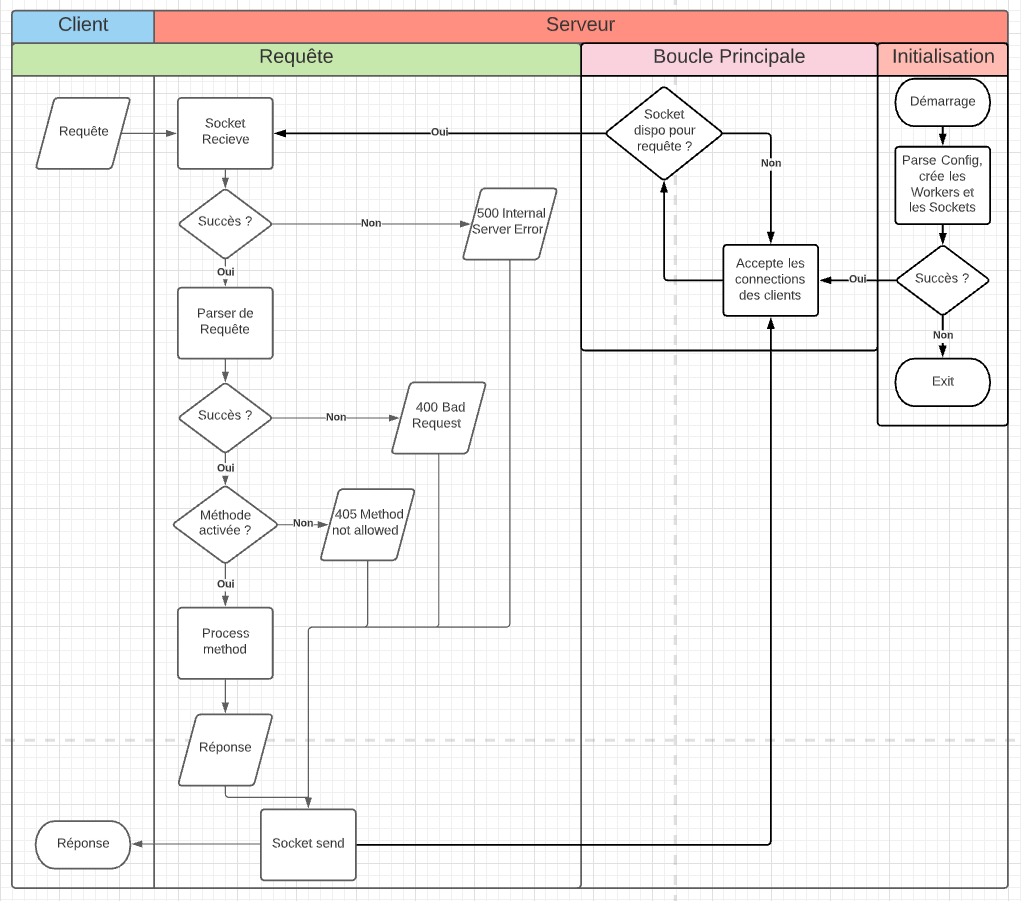 Client
Serveur
Requête
Boucle Principale
Initialisation
Requête
Socket
Recieve
Oui
Socket
dispo pour
requête ?
Non
Démarrage
Parse Config,
crée les
Workers et
les Sockets
Succès ?
Non
500 Internal
Server Error
Oui
Accepte les
connections
des clients
Oui
Succès ?
Non
Exit
Parser de
Requête
Succès ?
Non
400 Bad
Request
Oui
Méthode
activée ?
Non
405 Method
not allowed
Oui
Process
method
Réponse
Réponse
Socket send